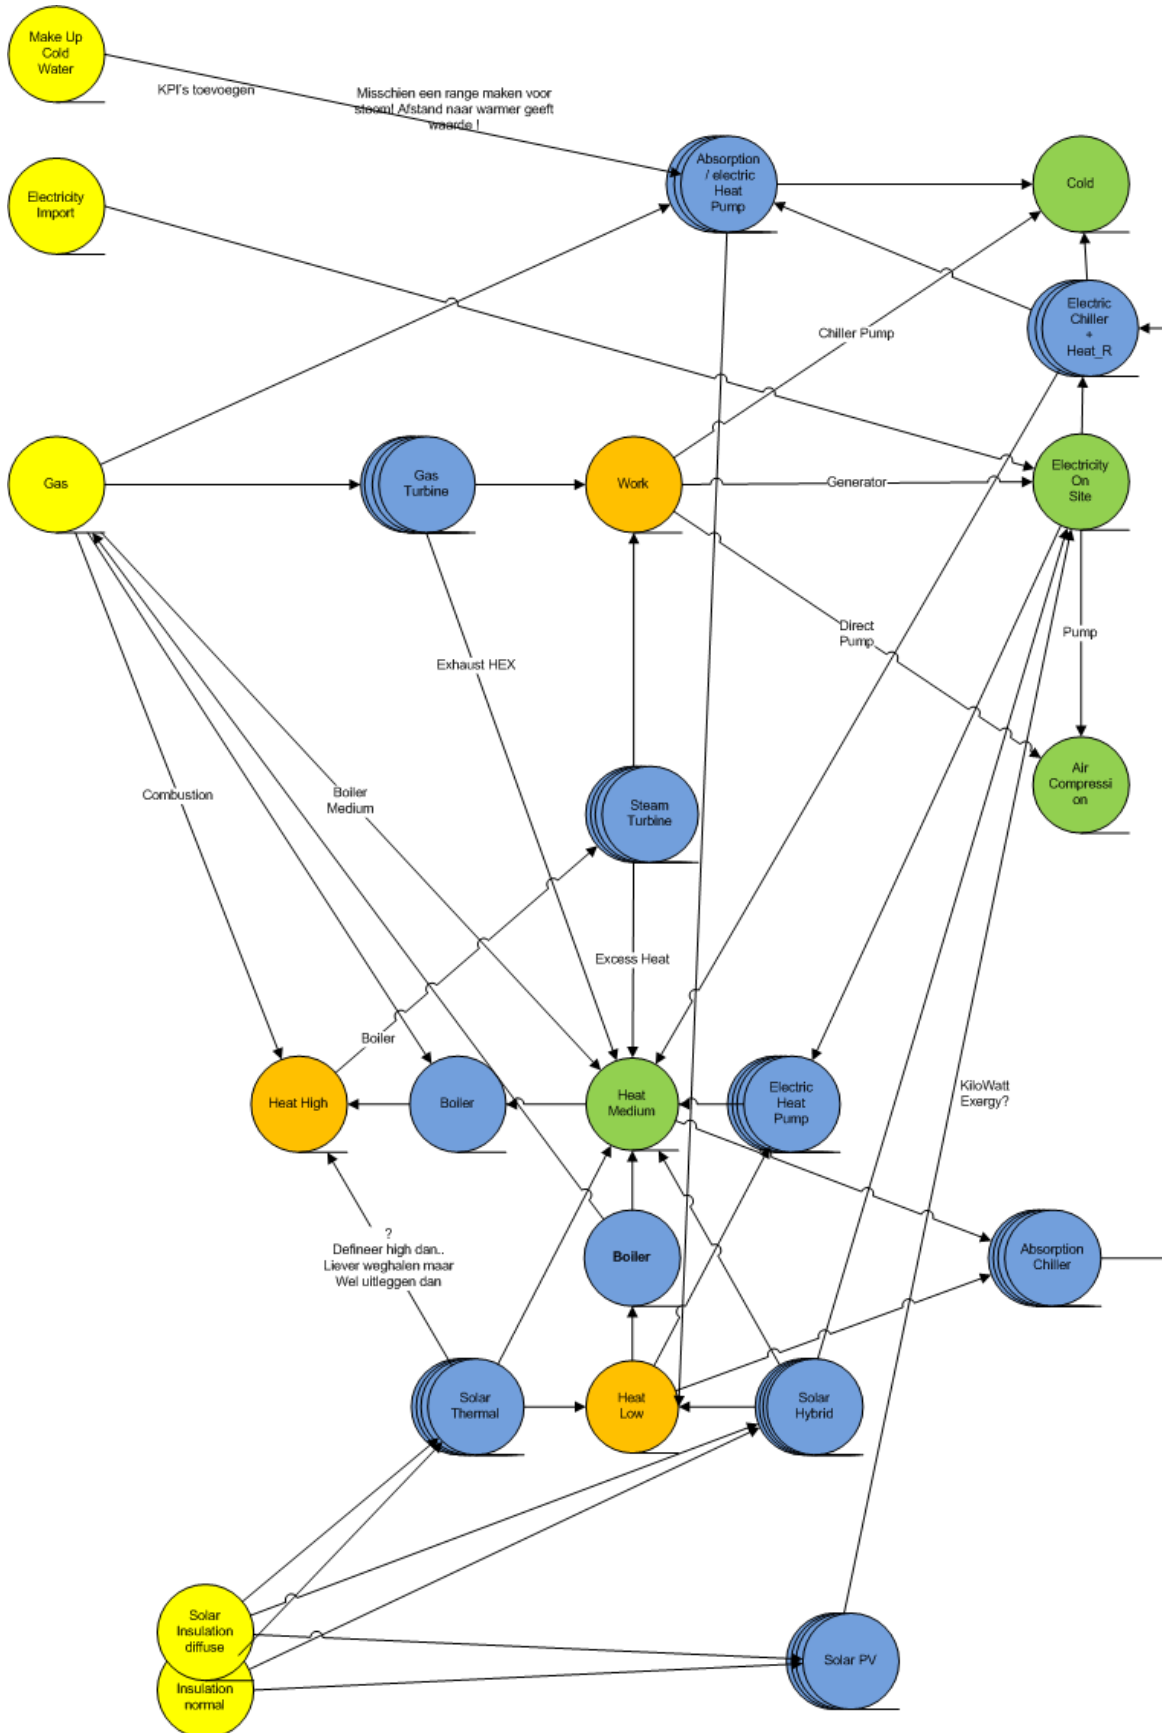 Make Up
Cold
Water
KPI's toevoegen
Misschien een range maken voor
stoom! Afstand naar warmer geeft
waarde !
Absorption
/ electric
Heat
Pump
Cold
Electricity
Import
Electric
Chiller
+
Heat_R
Chiller Pump
Gas
Gas
Turbine
Work
Generator
Electricity
On
Site
Direct
Pump
Pump
Exhaust HEX
Combustion
Boiler
Medium
Steam
Turbine
Air
Compressi
on
Excess Heat
Boiler
Heat High
Boiler
Heat
Medium
Electric
Heat
Pump
KiloWatt
Exergy?
?
Defineer high dan..
Liever weghalen maar
Wel uitleggen dan
Boiler
Absorption
Chiller
Solar
Thermal
Heat
Low
Solar
Hybrid
Solar
Insulation
diffuse
Insulation
normal
Solar PV